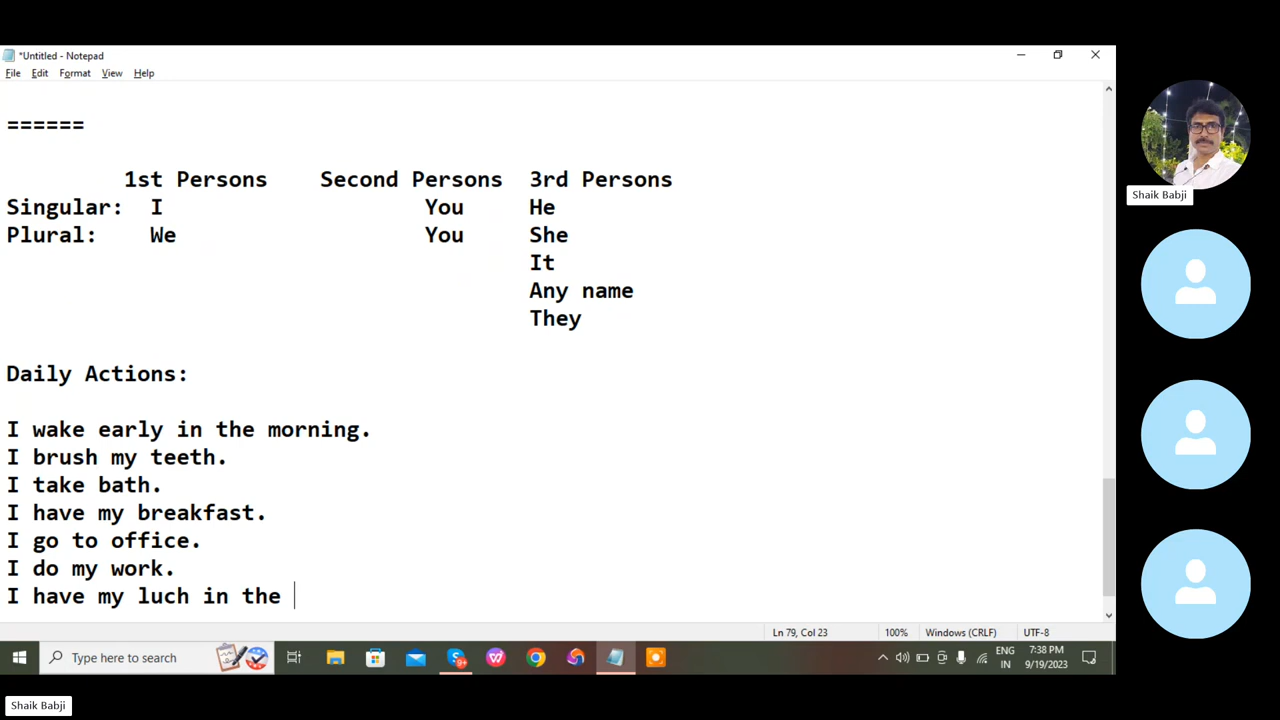 *Untitled - Notepad
File Edit Format View Help
======
1st Persons Second Persons 3rd Persons
Singular: I You He
Plural: We You She
It
Any name
They
Daily Actions:
I wake early in the morning.
I brush my teeth.
I take bath.
I have my breakfast.
I go to office.
I do my work.
I have my luch in the
Ln 79, Col 23 100% Windows (CRLF) UTF-8
Type here to search
ENG
IN
7:38 PM
9/19/2023
Shaik Babji
Shaik Babji